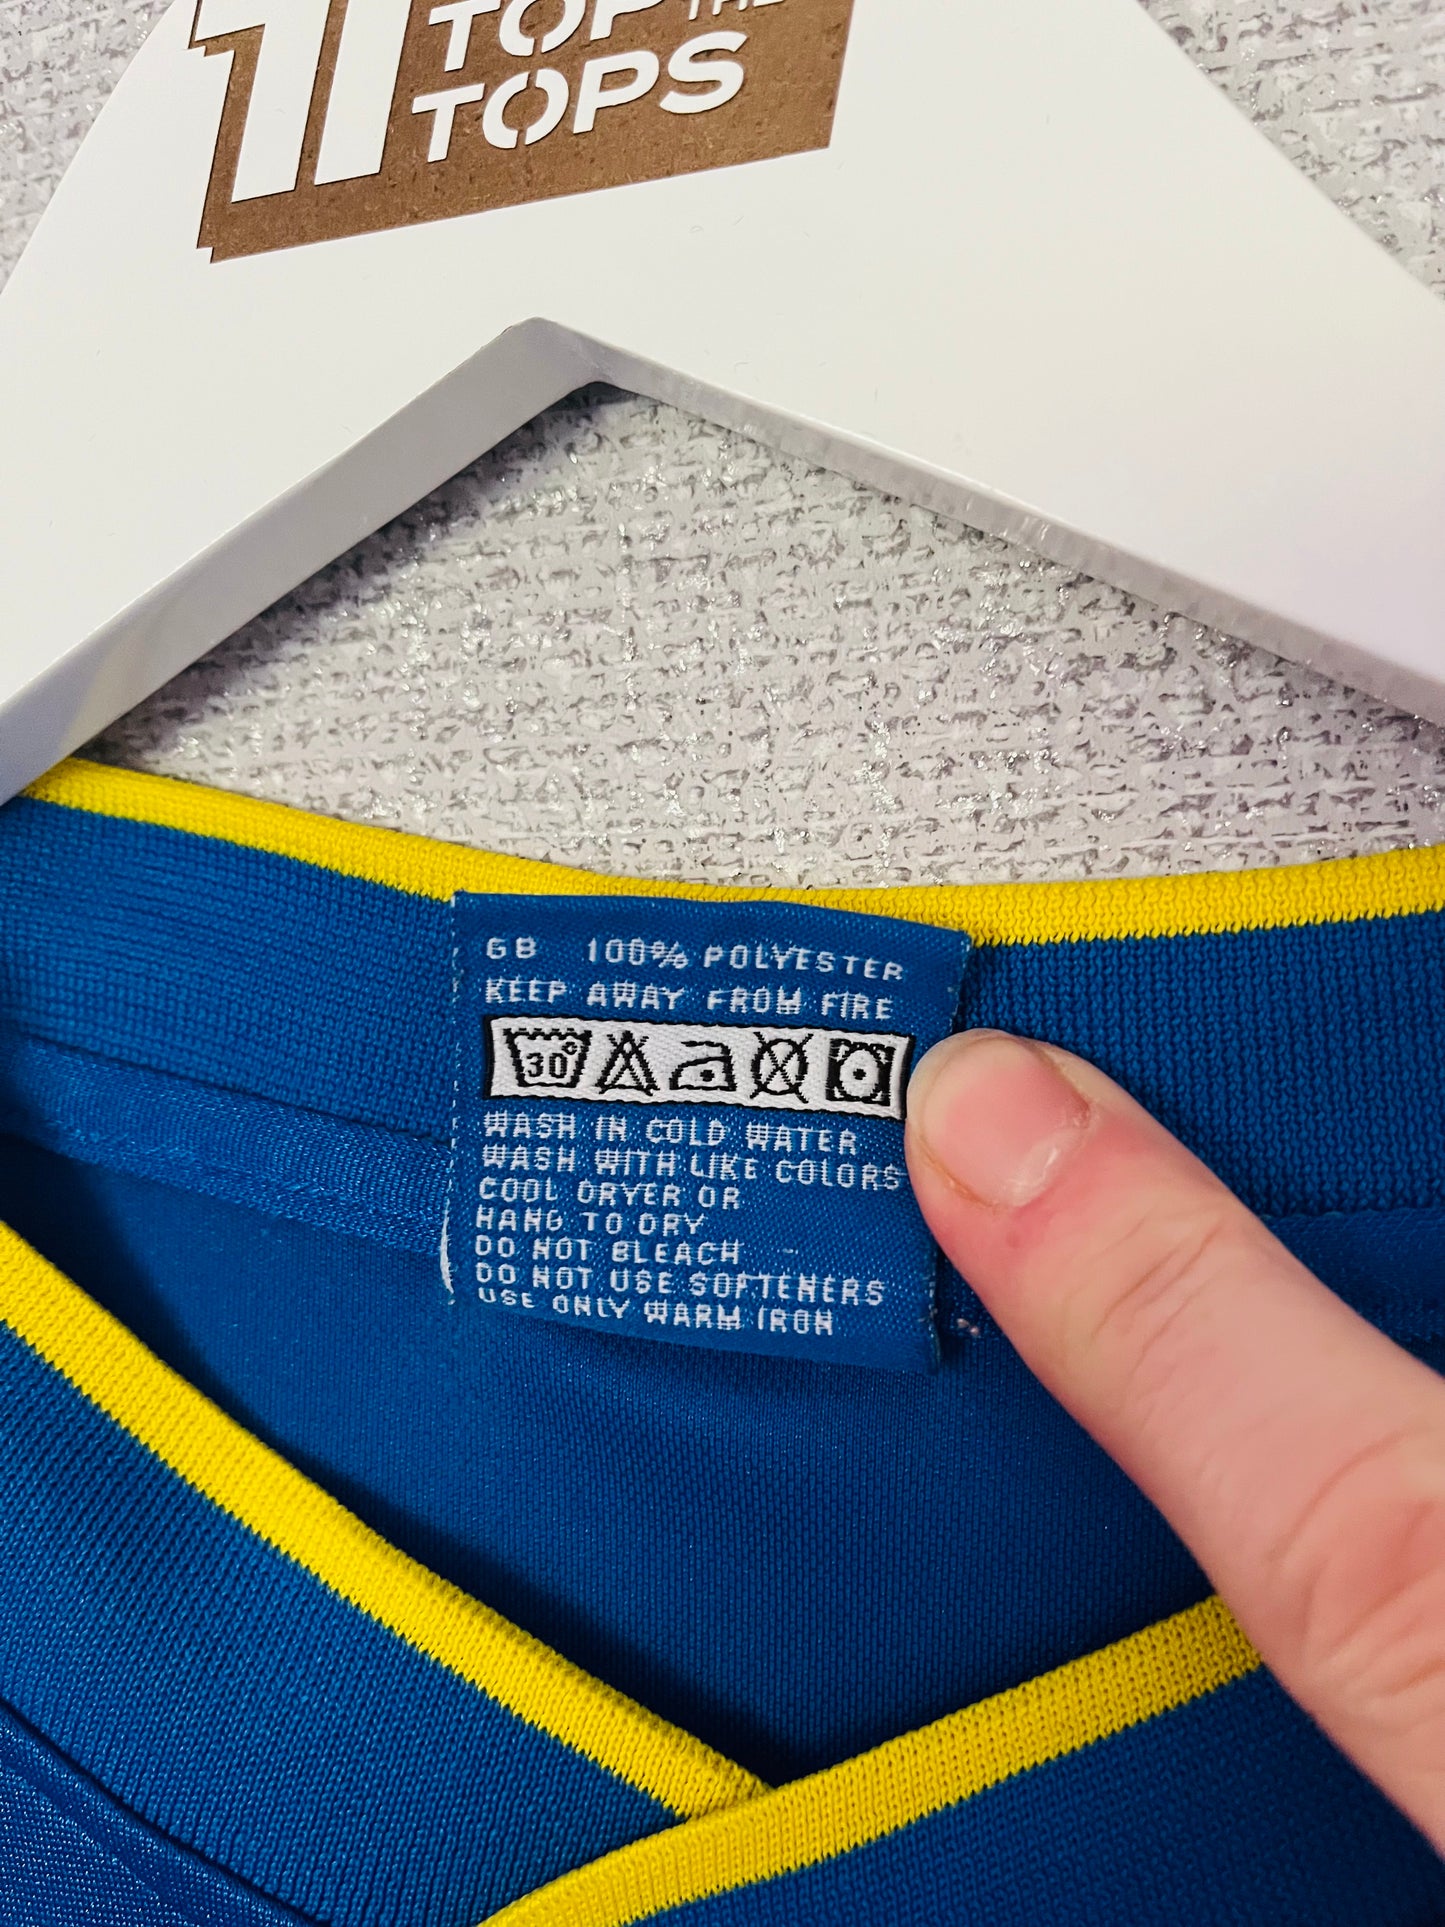 TOP THE
TOPS
GB 100% POLYESTER
KEEP AWAY FROM FIRE
30°
WASH IN COLD WATER
WASH WITH LIKE COLORS
COOL DRYER OR
HANG TO DRY
DO NOT BLEACH
DO NOT USE SOFTENERS
USE ONLY WARM IRON